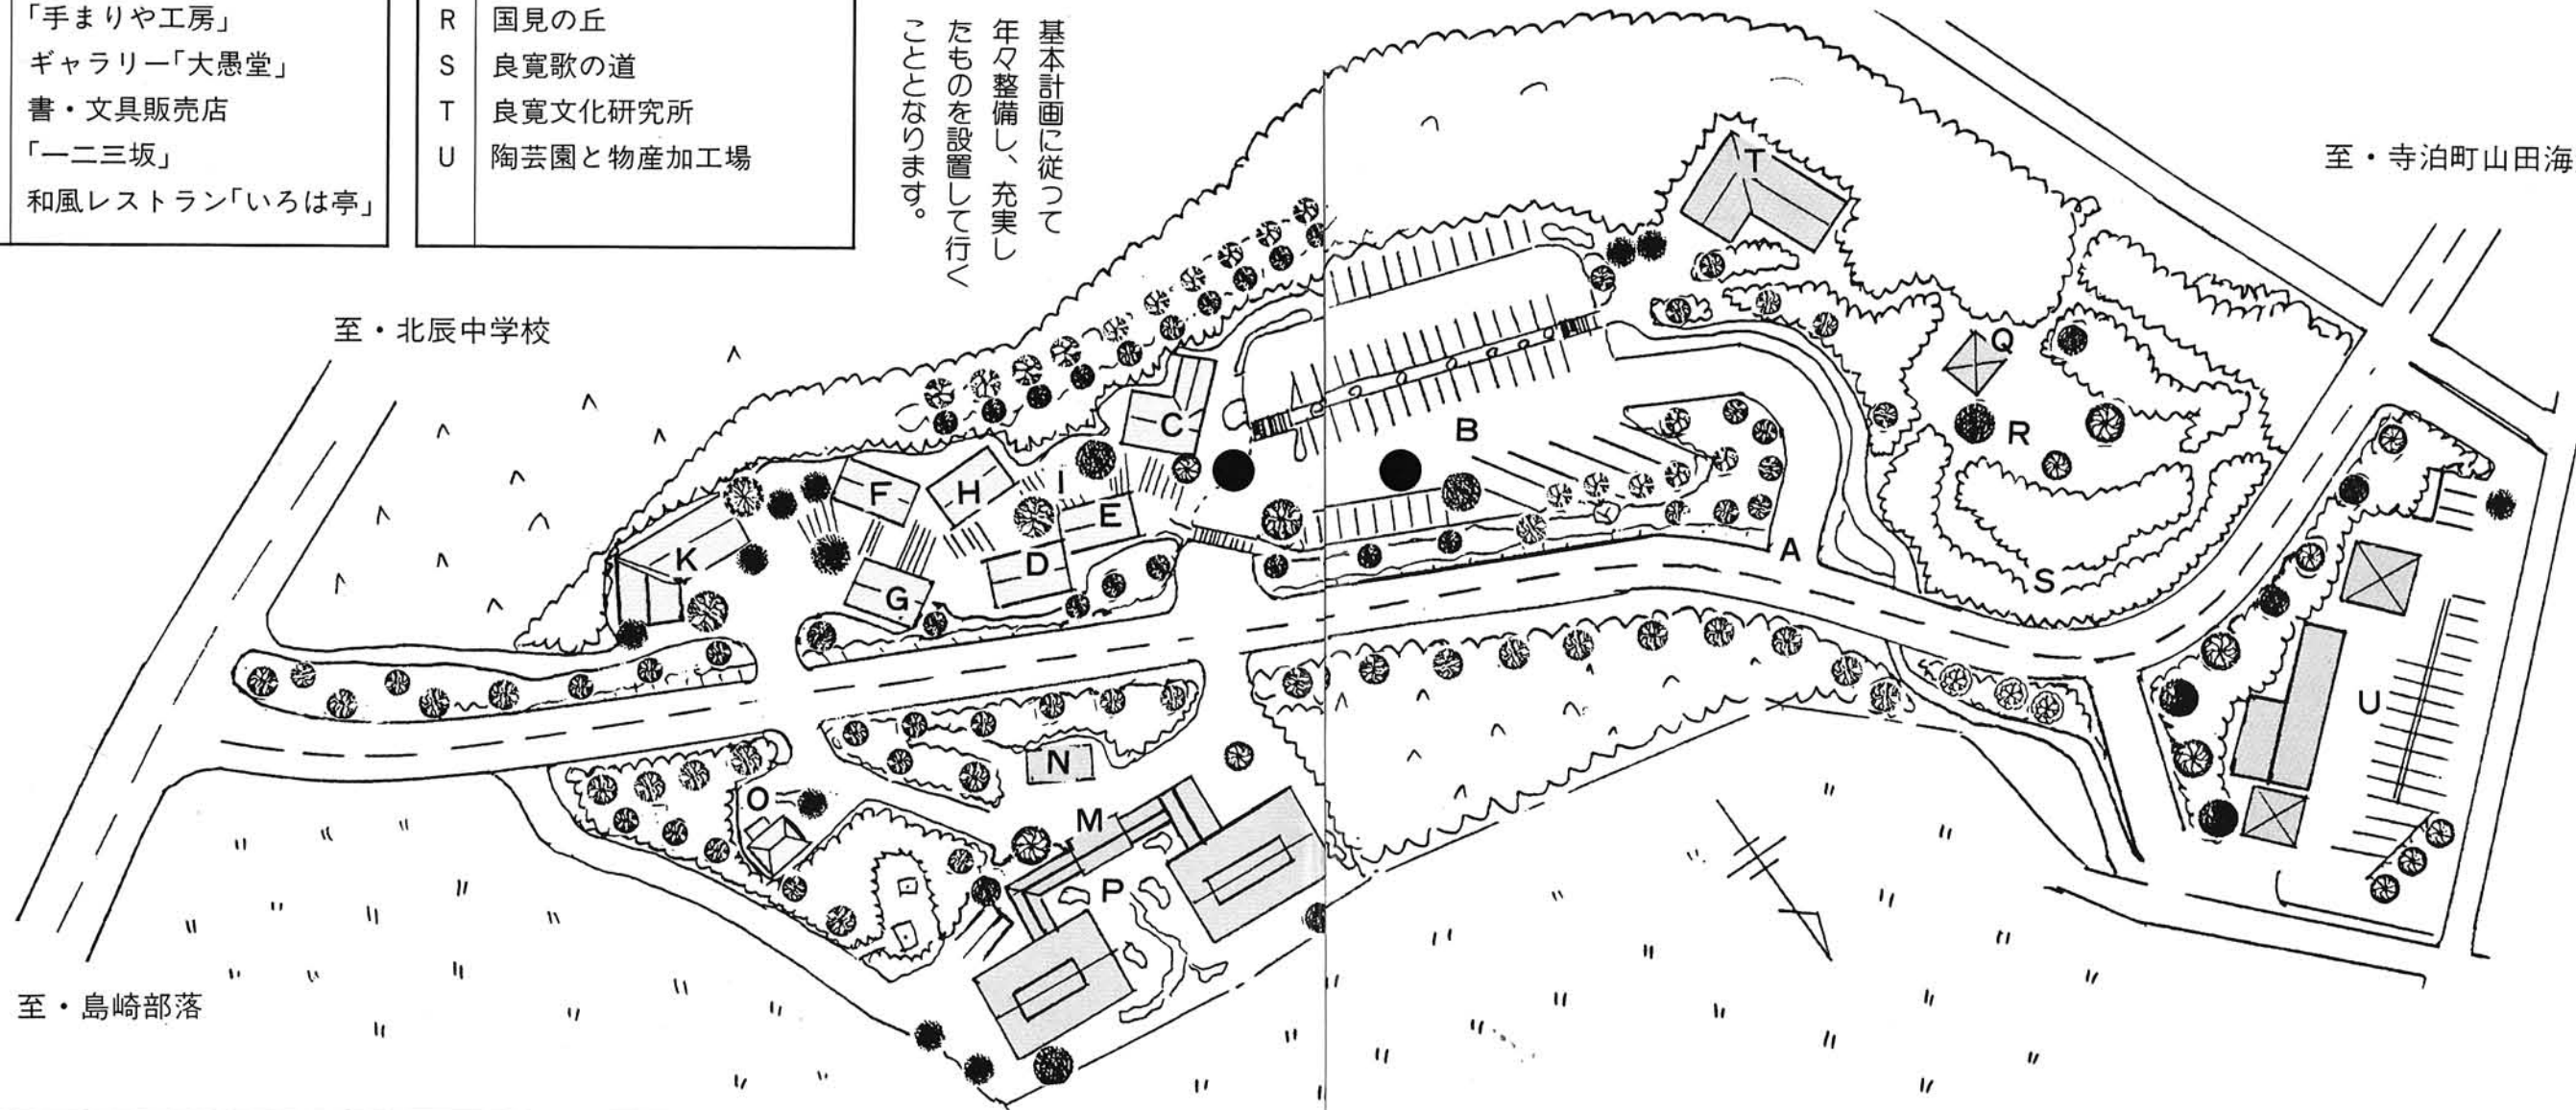 「手まりや工房」
ギャラリー「大愚堂」
書・文具販売店
「一二三坂」
和風レストラン「いろは亭」
R 国見の丘
S 良寛歌の道
T 良寛文化研究所
U 陶芸園と物産加工場
基本計画に従って
年々整備し、充実し
たものを設置して行く
こととなります。
至・寺泊町山田海
至・北辰中学校
T
Q
R
C
B
I
F
H
E
K
D
G
A
S
U
N
O
M
P
至・島崎部落